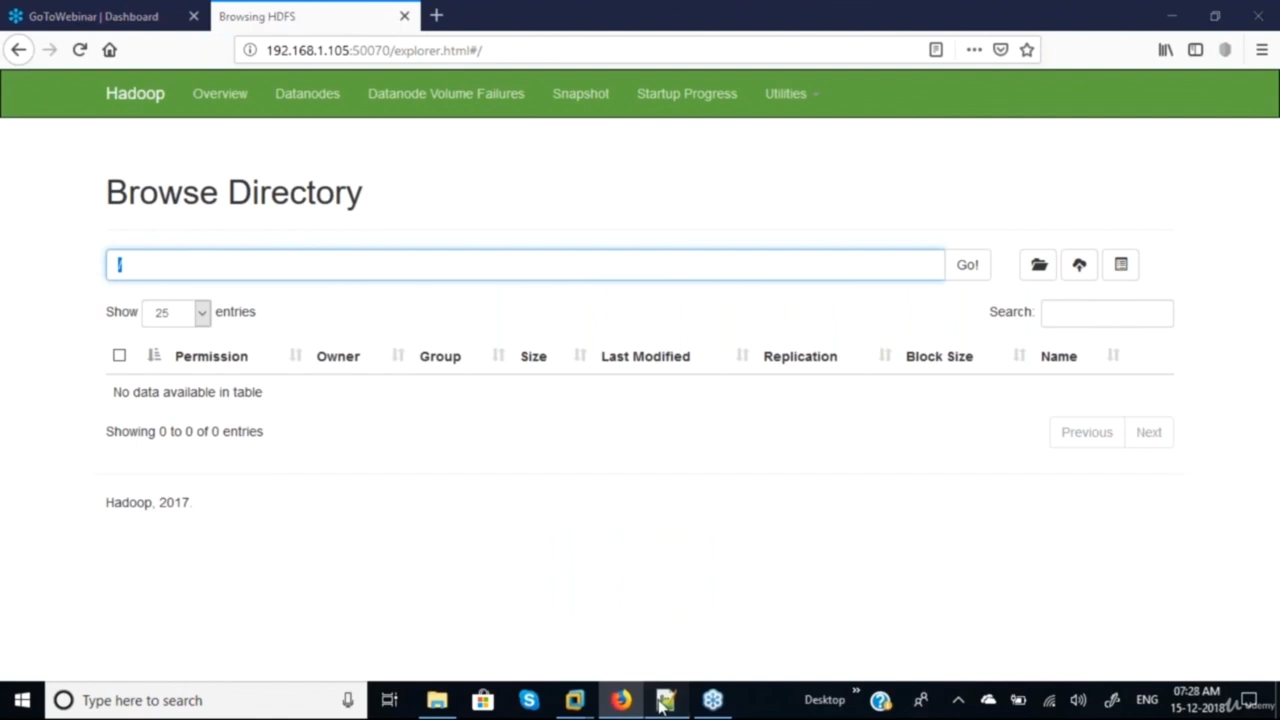 GoToWebinar | Dashboard
Browsing HDFS
192.168.1.105:50070/explorer.html#/
Hadoop Overview Datanodes Datanode Volume Failures Snapshot Startup Progress Utilities
Browse Directory
/
Go!
Show 25 entries
Search:
Permission Owner Group Size Last Modified Replication Block Size Name
No data available in table
Showing 0 to 0 of 0 entries
Previous Next
Hadoop, 2017.
Type here to search
Desktop
ENG
07:28 AM
15-12-2018
Udemy